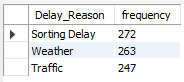 Delay_Reason frequency
Sorting Delay 272
Weather 263
Traffic 247